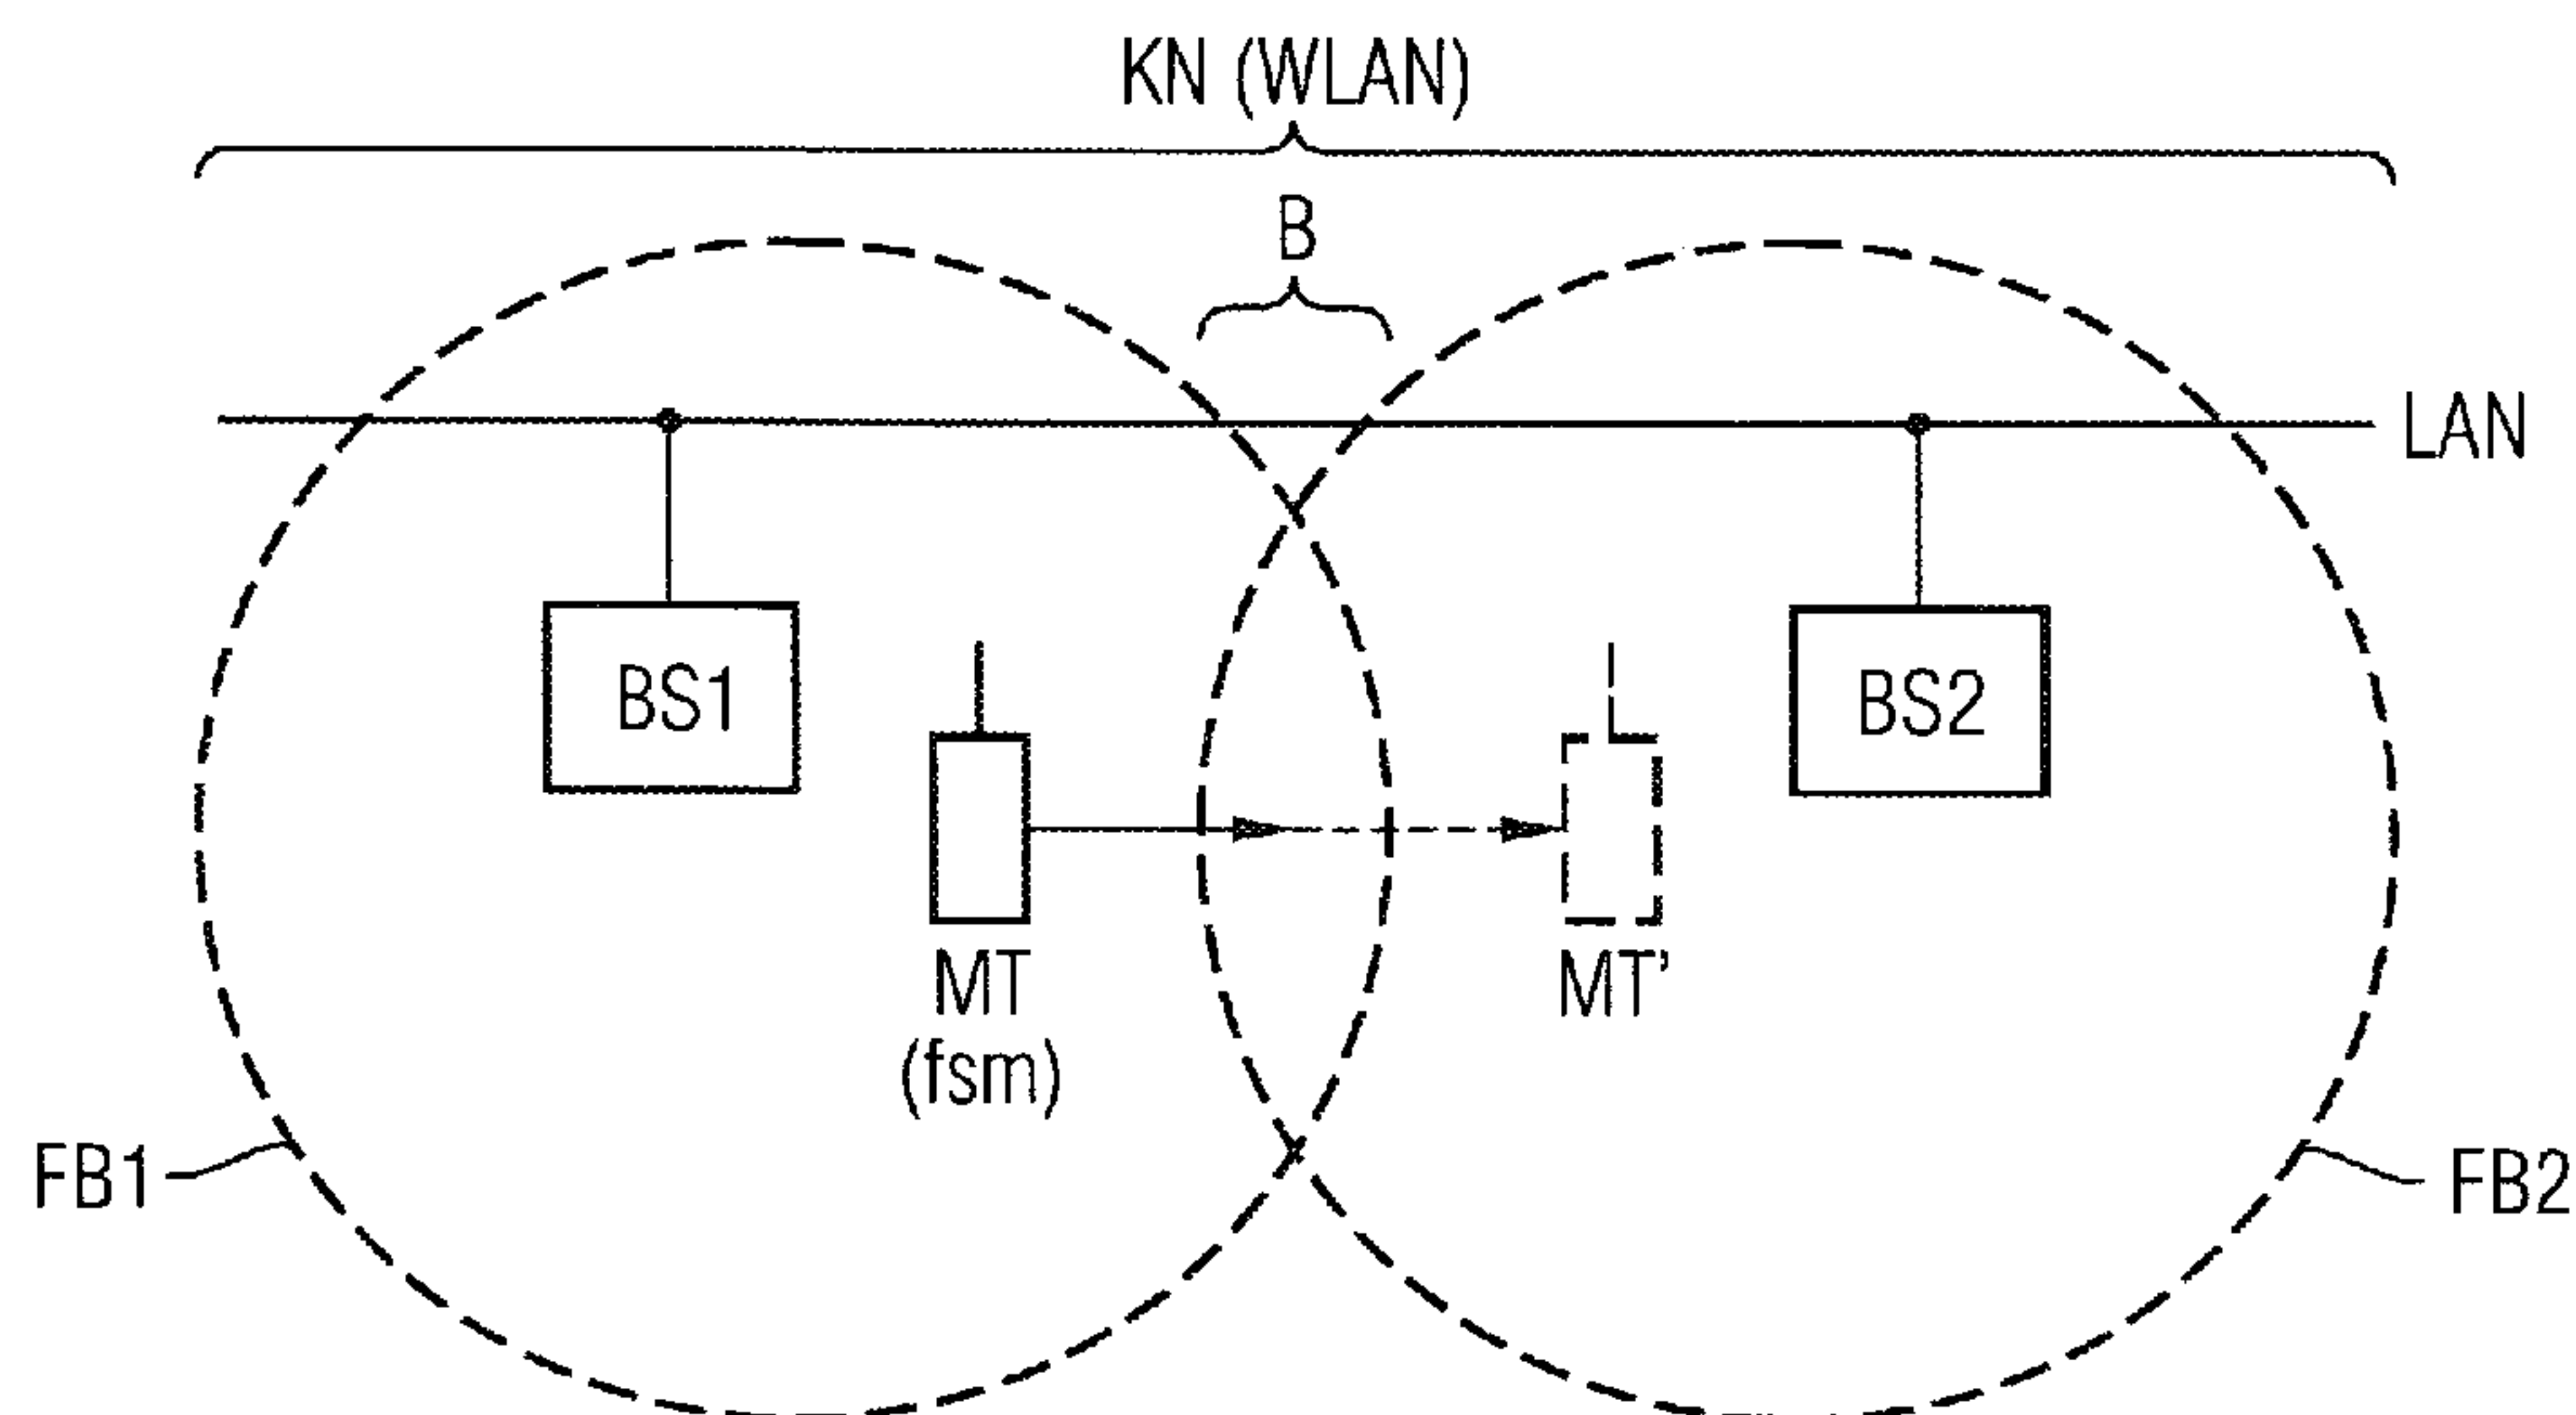 KN (WLAN)
B
LAN
BS1
BS2
MT
(fsm)
MT’
FB1
FB2